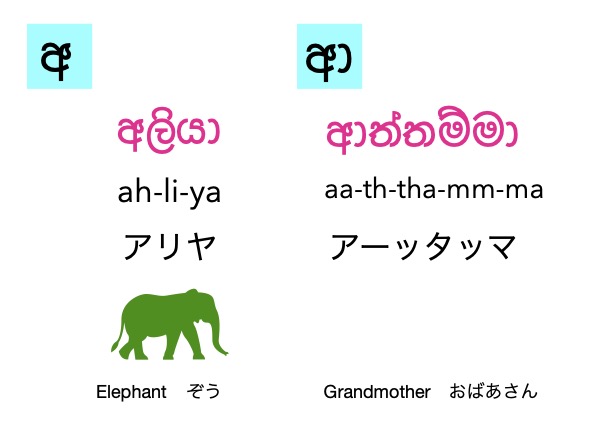 අ
අලියා
ah-li-ya
アリヤ
Elephant ぞう
ආ
ආත්තම්මා
aa-th-tha-mm-ma
アーッタッマ
Grandmother おばあさん